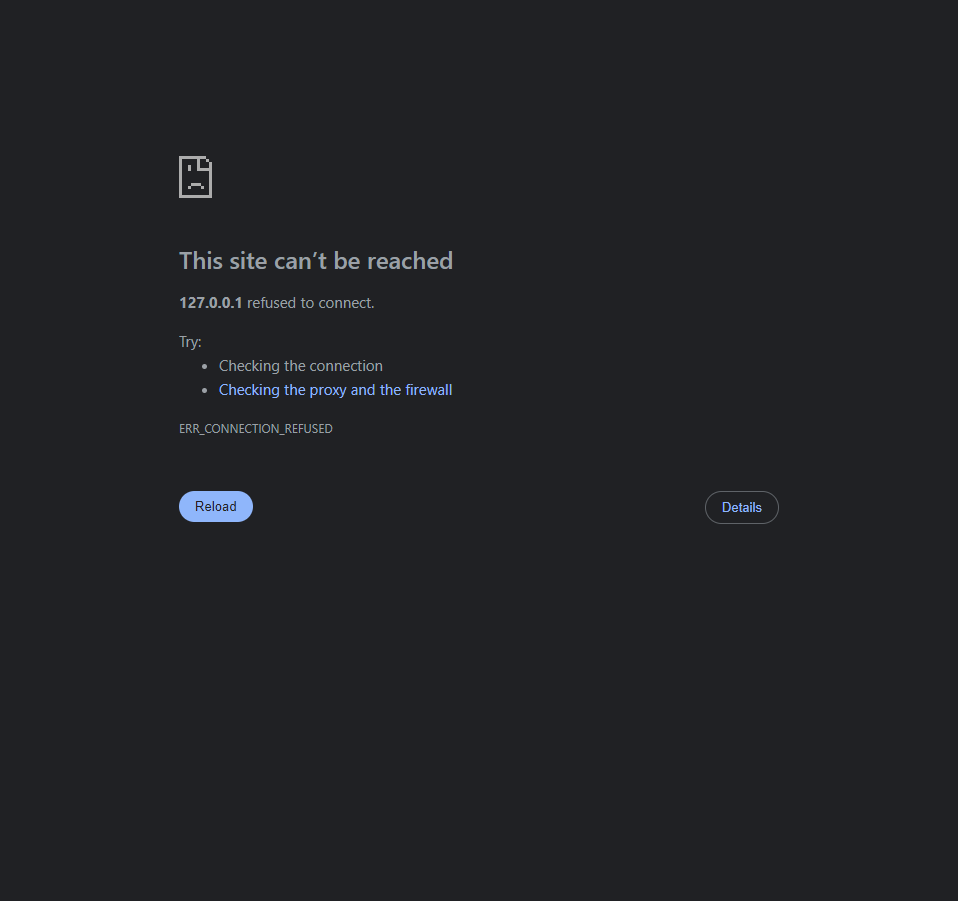 This site can’t be reached
127.0.0.1 refused to connect.
Try:
Checking the connection
Checking the proxy and the firewall
ERR_CONNECTION_REFUSED
Reload
Details